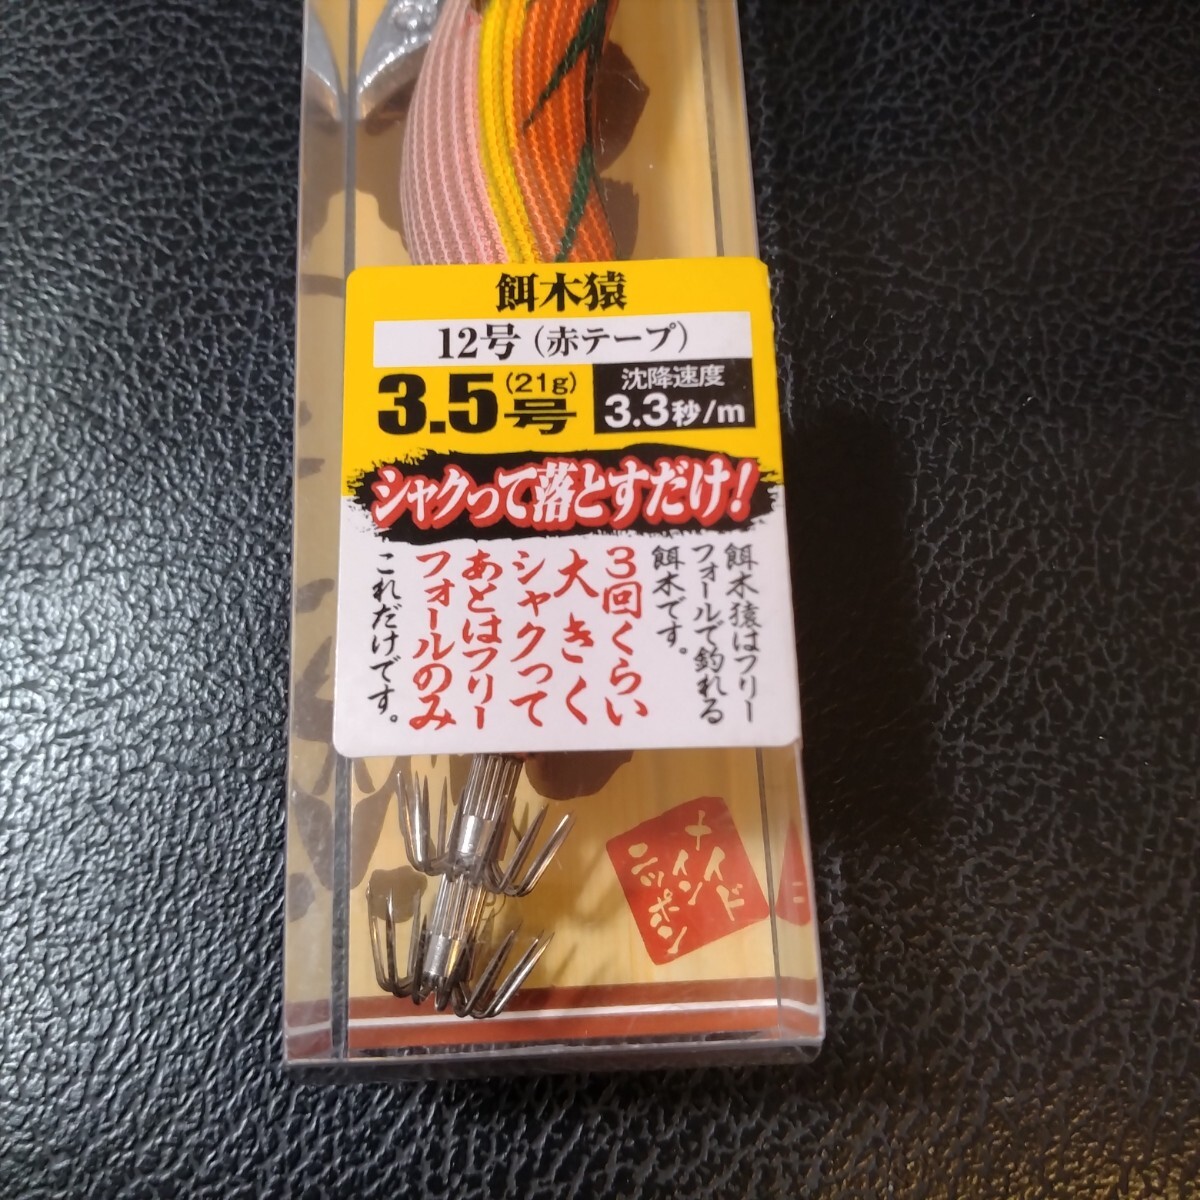 餌木猿
12号(赤テープ)
3.5号(21g)
沈降速度
3.3秒/m
シャクって落とすだけ!
餌木猿はフリー
フォールで釣れる
餌木です。
3回くらい
大きく
シャクって
あとはフリー
フォールのみ
これだけです。
ナイド
イン
ニッポン
ニ